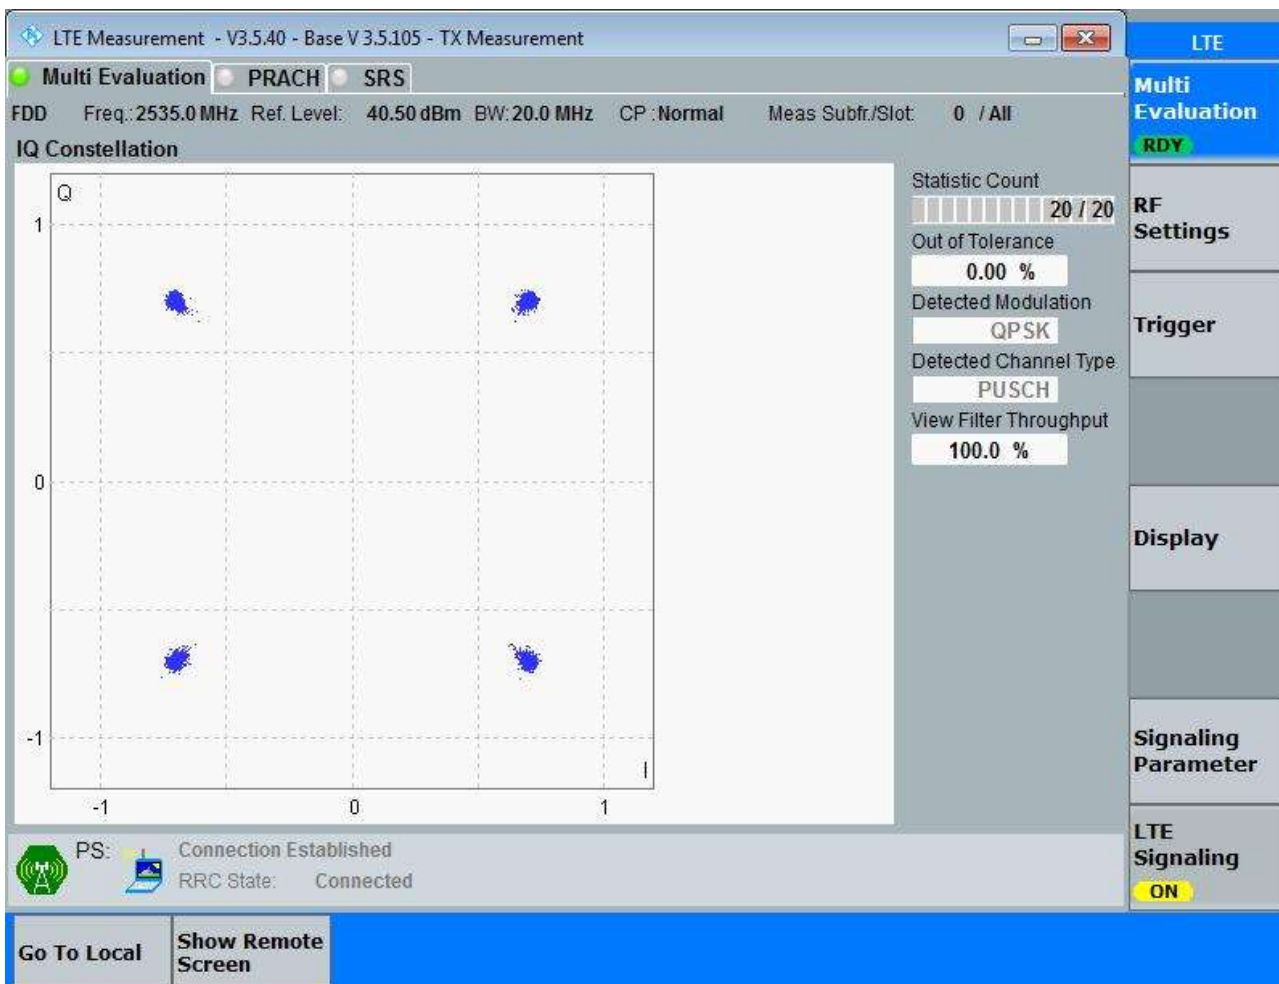 LTE Measurement - V3.5.40 - Base V 3.5.105 - TX Measurement
LTE
Multi Evaluation PRACH SRS
Multi
Evaluation
RDY
FDD Freg.: 2535.0 MHz Ref. Level: 40.50 dBm BW: 20.0 MHz CP : Normal Meas Subfr./Slot: 0 / All
IQ Constellation
Q
1
0
-1
I
-1 0 1
Statistic Count
20 / 20
Out of Tolerance
0.00 %
Detected Modulation
QPSK
Detected Channel Type
PUSCH
View Filter Throughput
100.0 %
RF
Settings
Trigger
Display
Signaling
Parameter
LTE
Signaling
ON
PS: Connection Established
RRC State: Connected
Go To Local
Show Remote
Screen